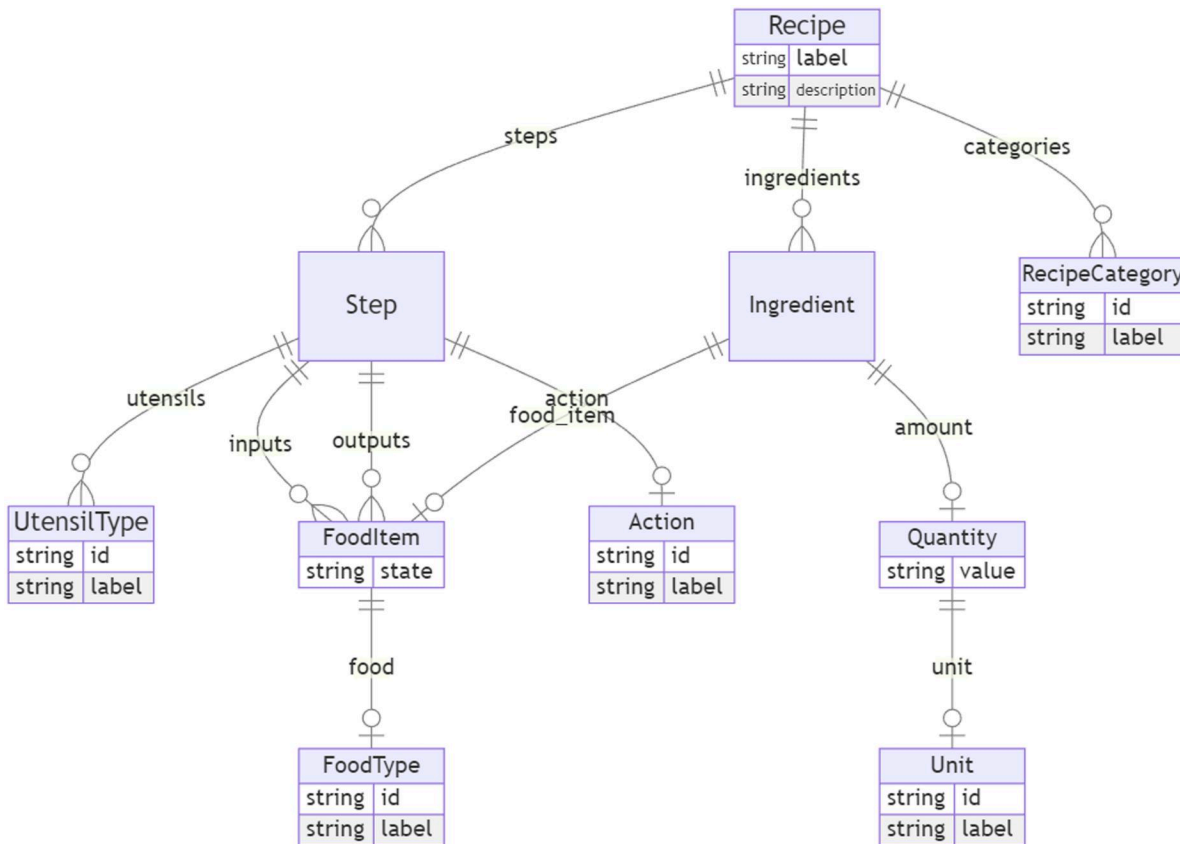 Recipe
string label
string description
steps
ingredients
categories
Step
Ingredient
RecipeCategory
string id
string label
utensils
inputs
outputs
action
food_item
amount
UtensilType
string id
string label
FoodItem
string state
Action
string id
string label
Quantity
string value
food
unit
FoodType
string id
string label
Unit
string id
string label